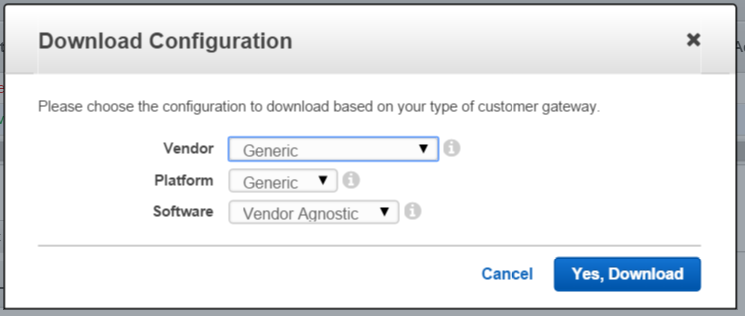 Download Configuration
Please choose the configuration to download based on your type of customer gateway.
Vendor Generic
Platform Generic
Software Vendor Agnostic
Cancel Yes, Download